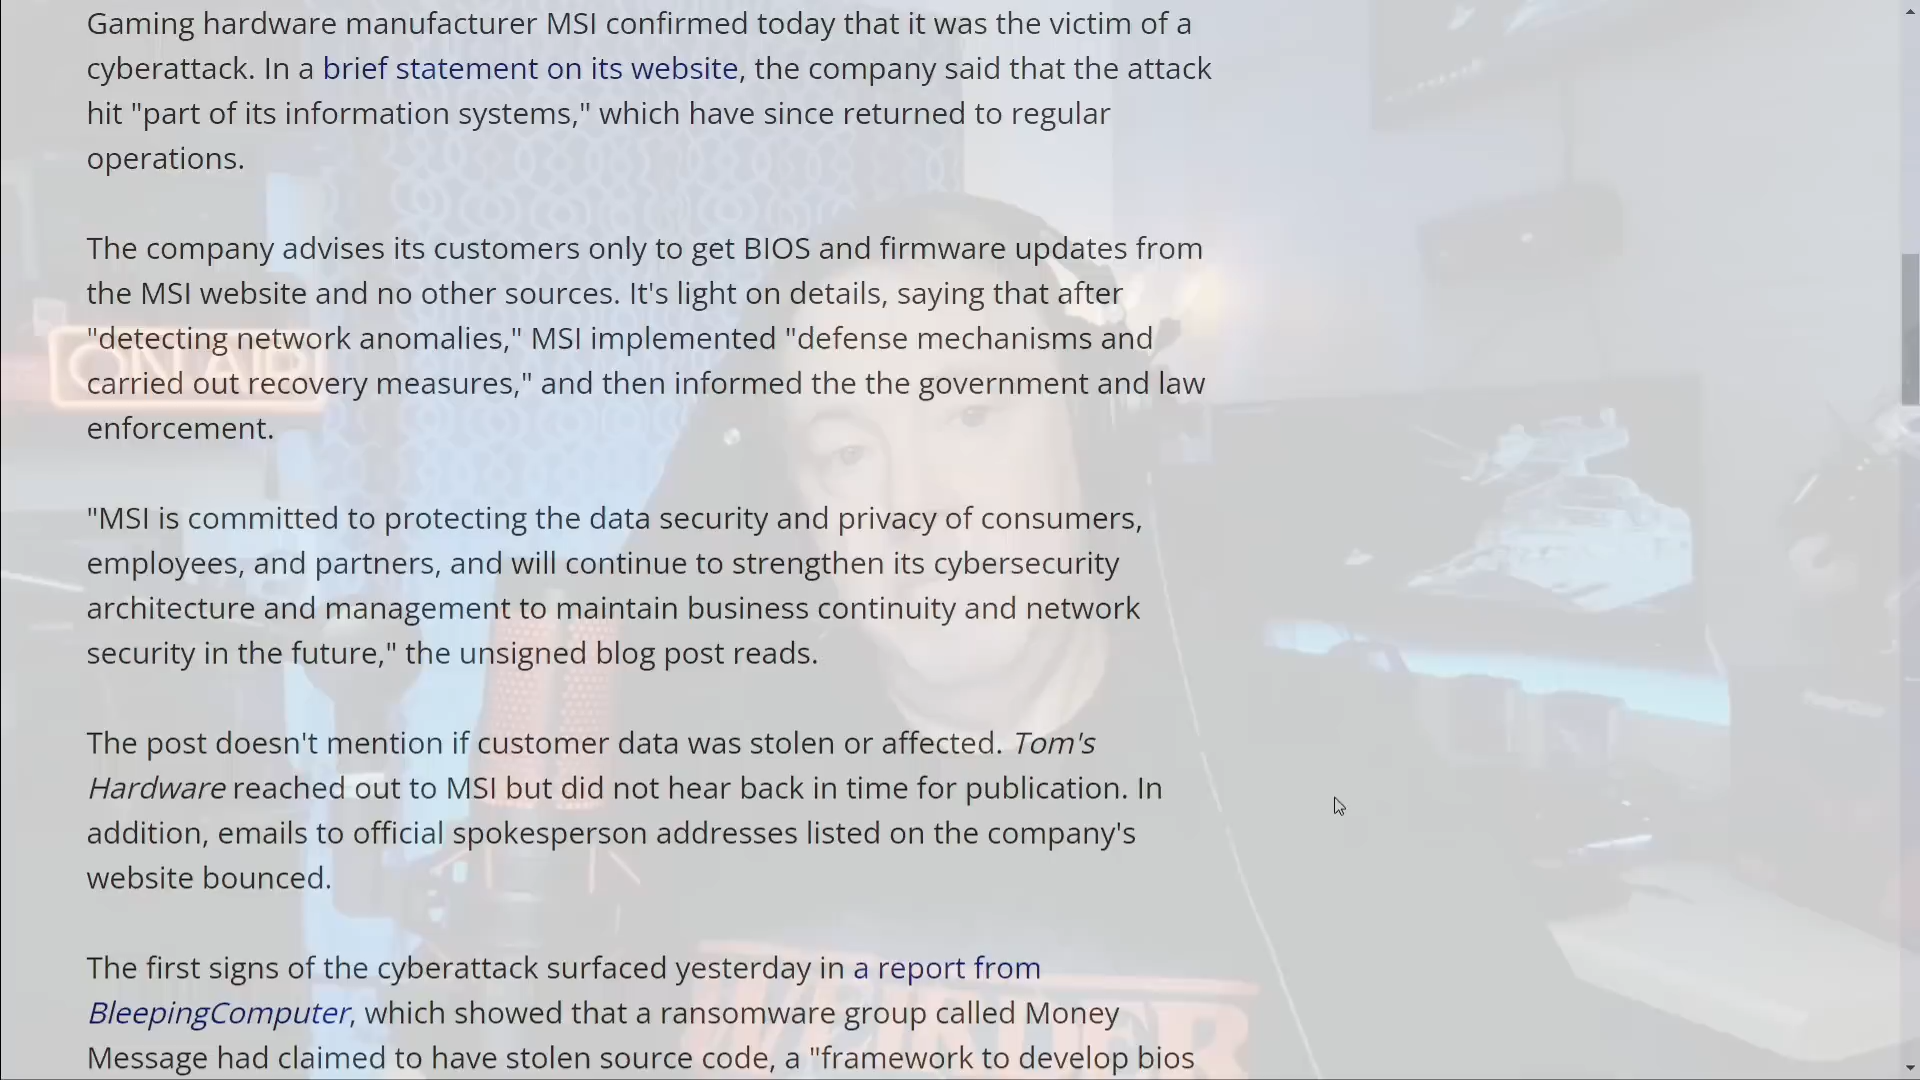 Gaming hardware manufacturer MSI confirmed today that it was the victim of a
cyberattack. In a brief statement on its website, the company said that the attack
hit "part of its information systems," which have since returned to regular
operations.
The company advises its customers only to get BIOS and firmware updates from
the MSI website and no other sources. It's light on details, saying that after
"detecting network anomalies," MSI implemented "defense mechanisms and
carried out recovery measures," and then informed the the government and law
enforcement.
ON AIR
"MSI is committed to protecting the data security and privacy of consumers,
employees, and partners, and will continue to strengthen its cybersecurity
architecture and management to maintain business continuity and network
security in the future," the unsigned blog post reads.
The post doesn't mention if customer data was stolen or affected. Tom's
Hardware reached out to MSI but did not hear back in time for publication. In
addition, emails to official spokesperson addresses listed on the company's
website bounced.
The first signs of the cyberattack surfaced yesterday in a report from
BleepingComputer, which showed that a ransomware group called Money
Message had claimed to have stolen source code, a "framework to develop bios